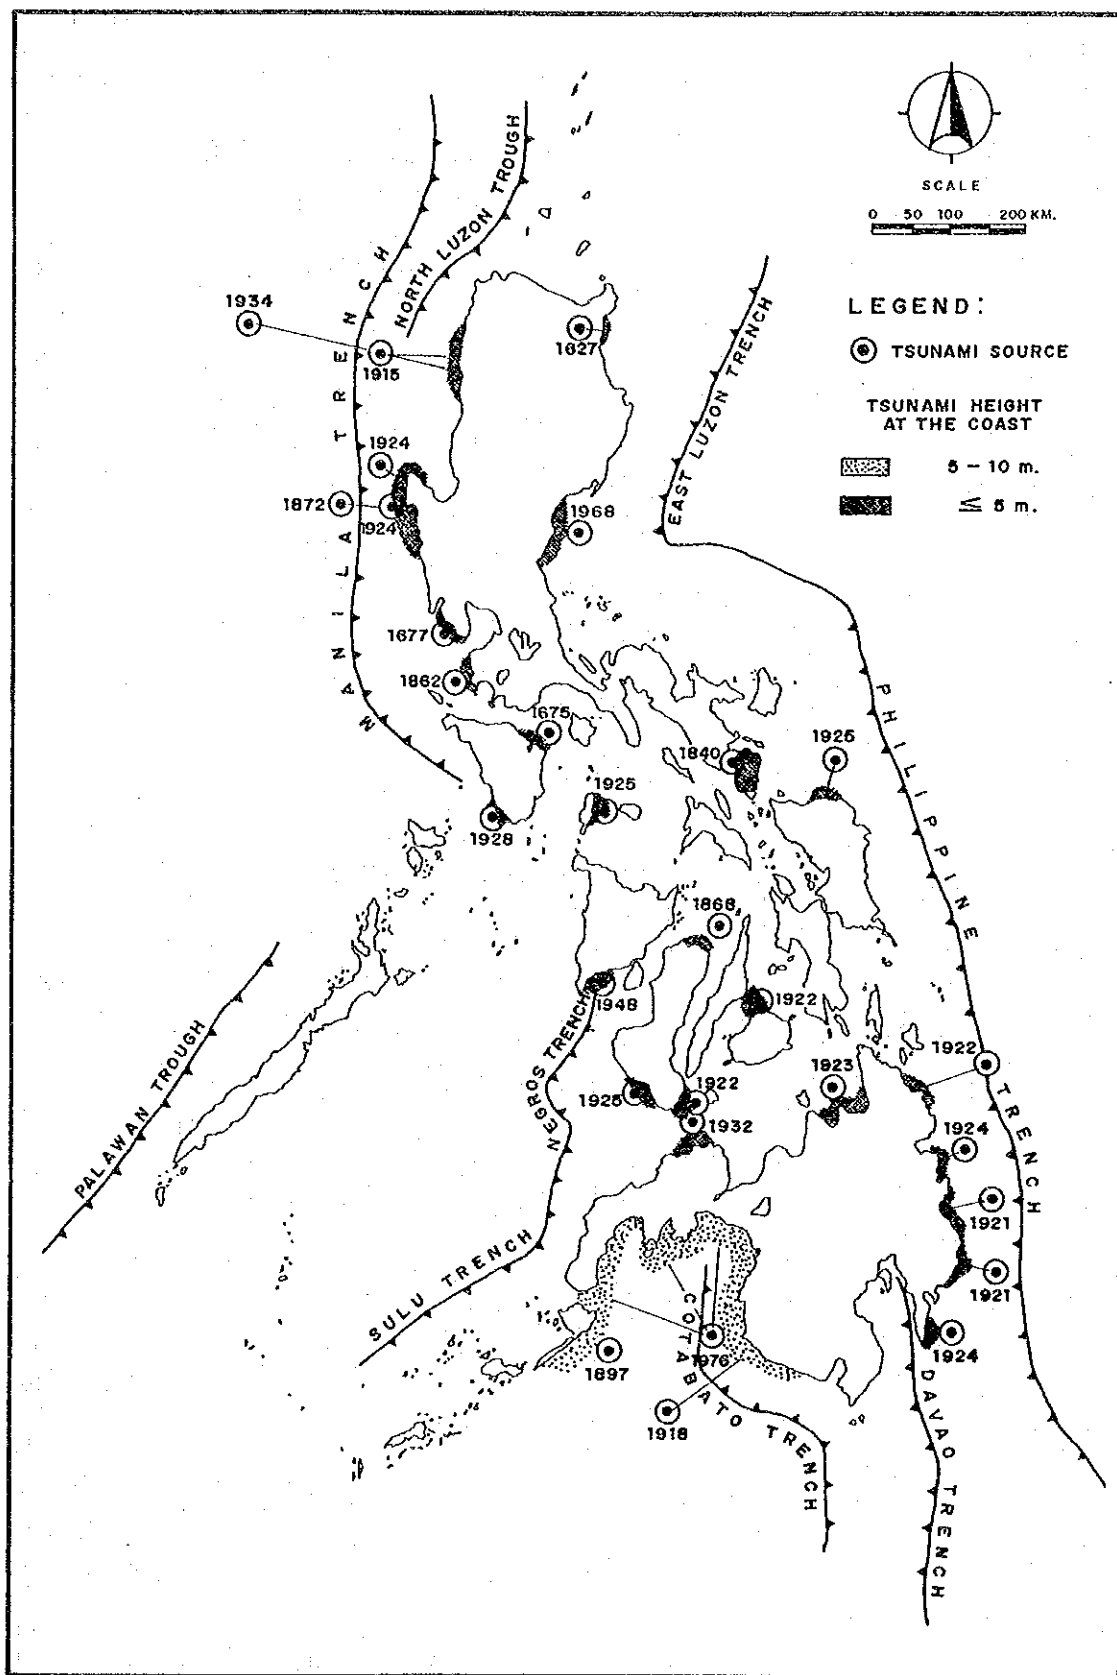 SCALE
0 50 100 200 KM.
LEGEND:
TSUNAMI SOURCE
TSUNAMI HEIGHT
AT THE COAST
5 - 10 m.
≤ 5 m.
NORTH LUZON TROUGH
MANILA TRENCH
EAST LUZON TRENCH
PHILIPPINE TRENCH
PALAWAN TROUGH
NEGROS TRENCH
SULU TRENCH
COTABATO TRENCH
DAVAO TRENCH
1934
1915
1627
1924
1872
1924
1968
1677
1862
1675
1840
1925
1925
1928
1868
1948
1922
1922
1925
1922
1923
1932
1924
1921
1921
1924
1976
1897
1918